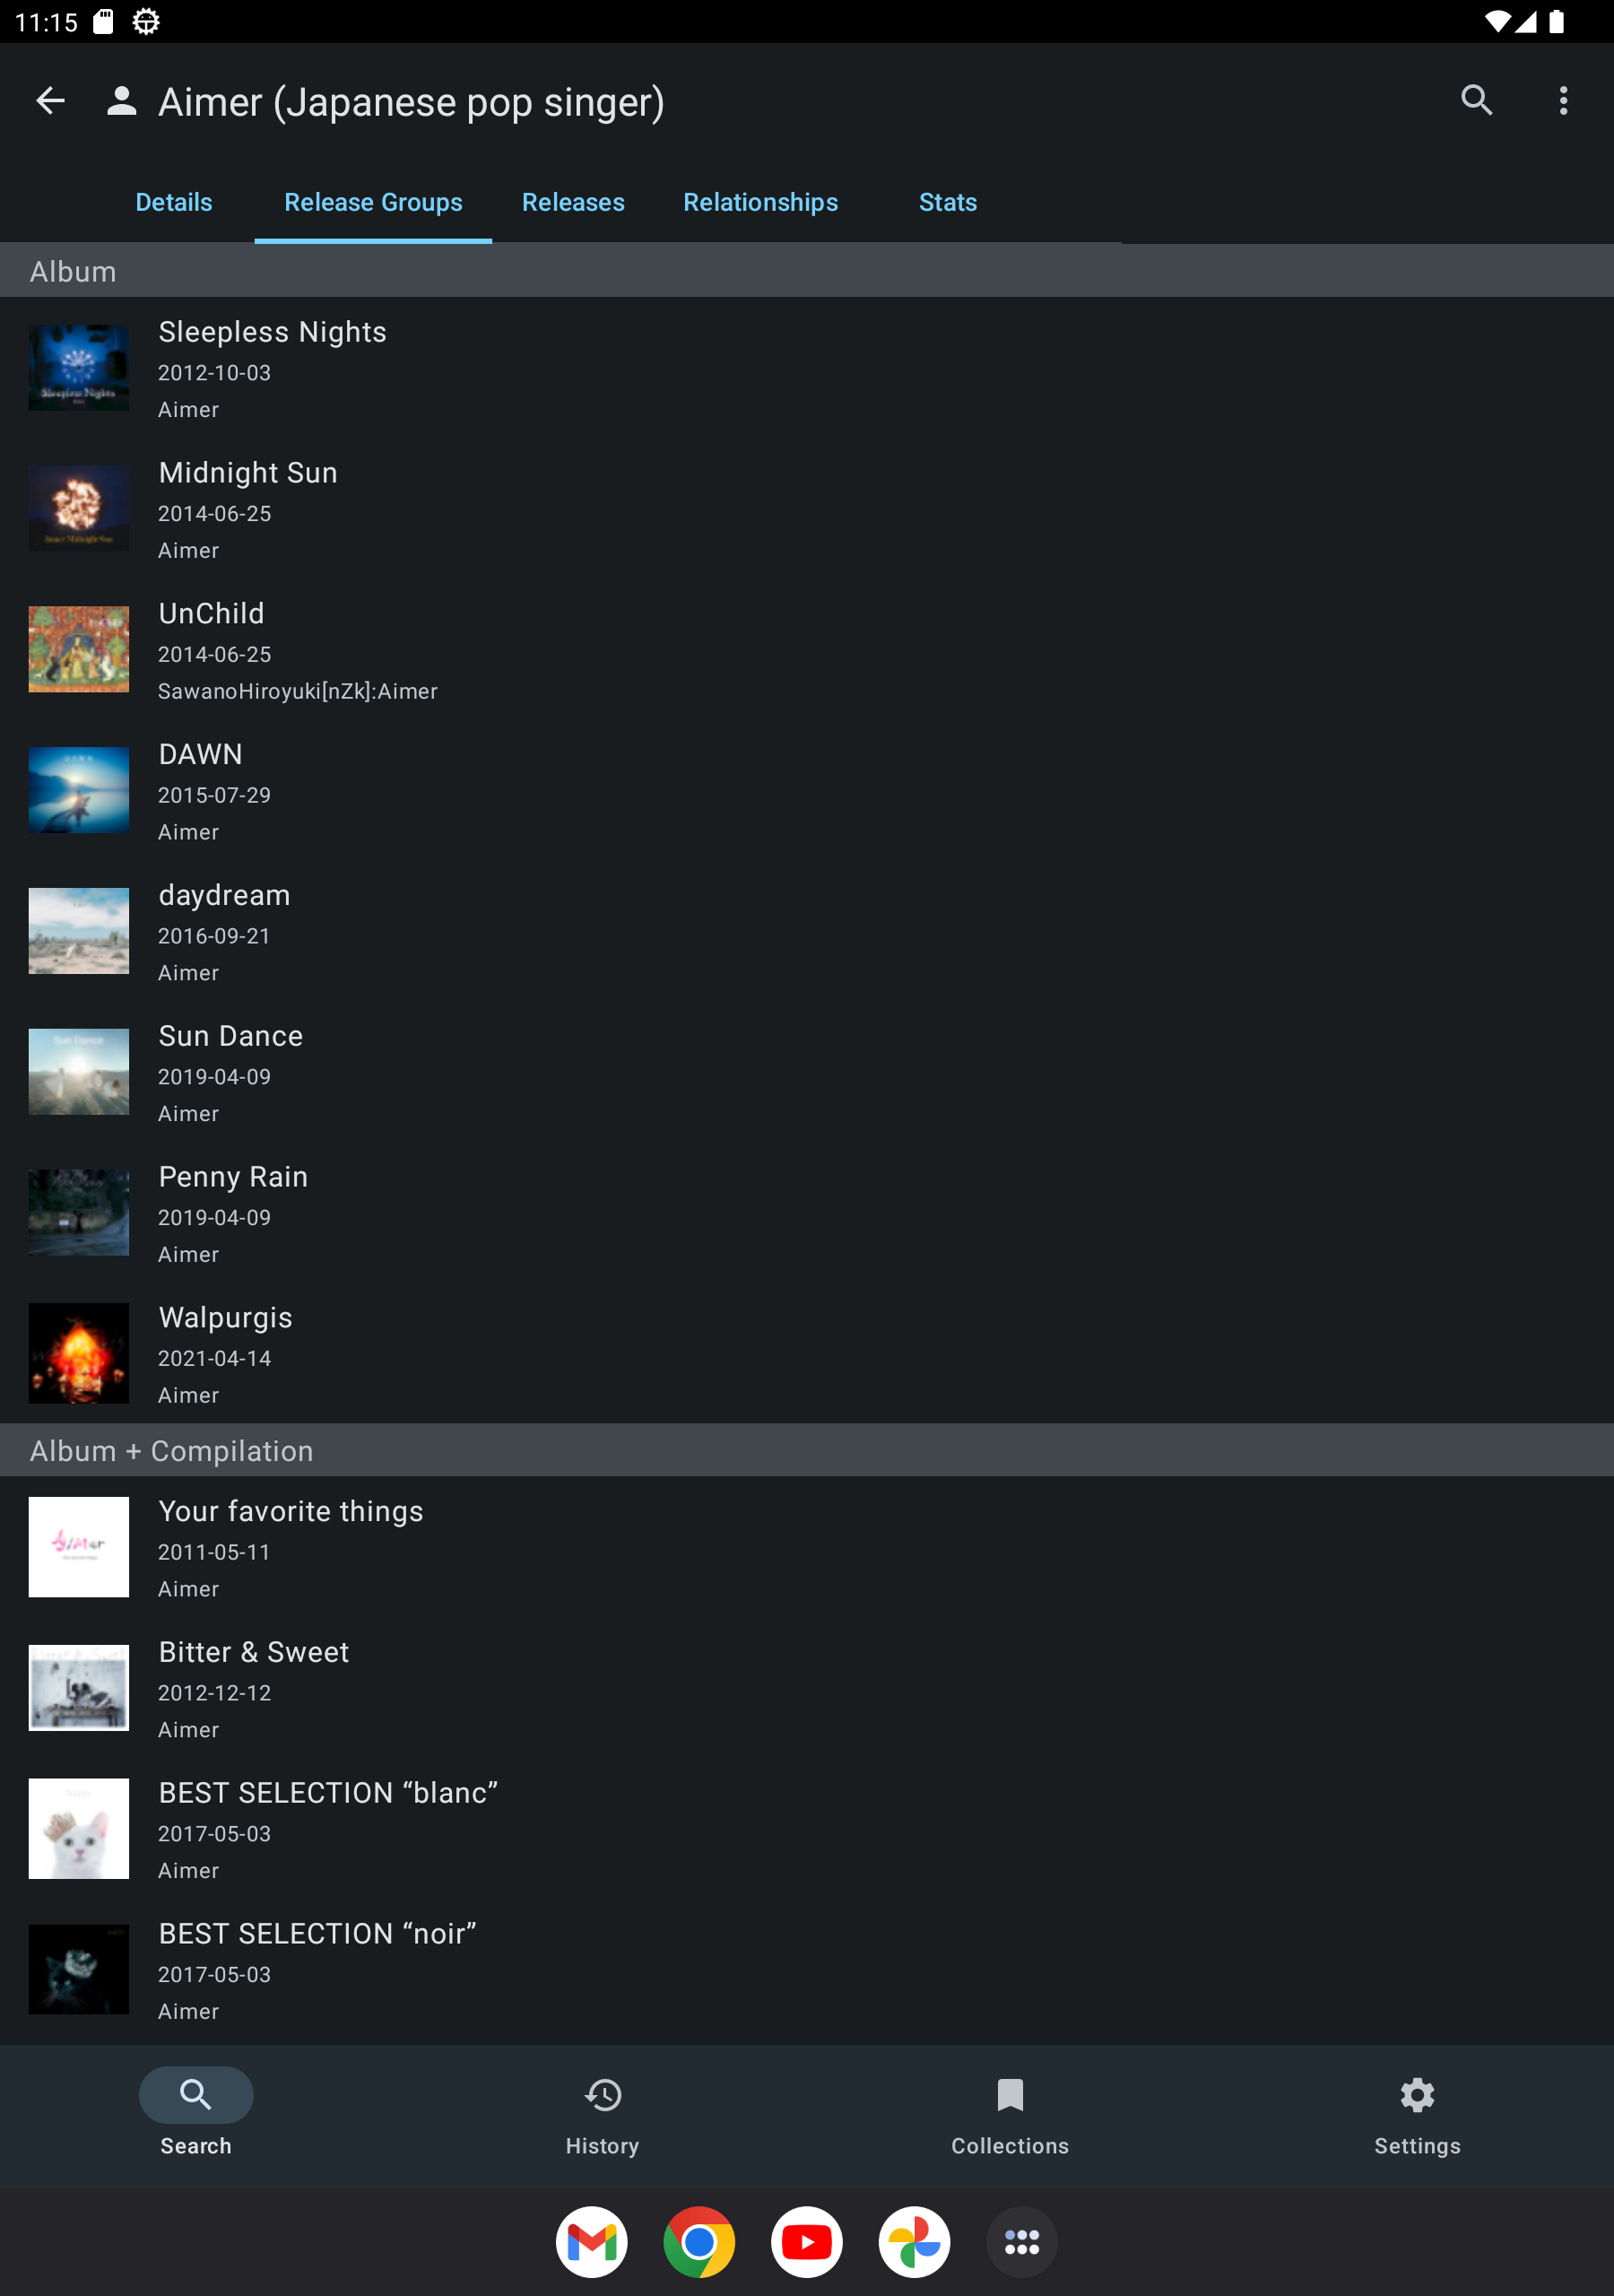 11:15
Aimer (Japanese pop singer)
Details Release Groups Releases Relationships Stats
Album
Sleepless Nights
2012-10-03
Aimer
Midnight Sun
2014-06-25
Aimer
UnChild
2014-06-25
SawanoHiroyuki[nZk]:Aimer
DAWN
2015-07-29
Aimer
daydream
2016-09-21
Aimer
Sun Dance
2019-04-09
Aimer
Penny Rain
2019-04-09
Aimer
Walpurgis
2021-04-14
Aimer
Album + Compilation
Your favorite things
2011-05-11
Aimer
Bitter & Sweet
2012-12-12
Aimer
BEST SELECTION “blanc”
2017-05-03
Aimer
BEST SELECTION “noir”
2017-05-03
Aimer
Search History Collections Settings